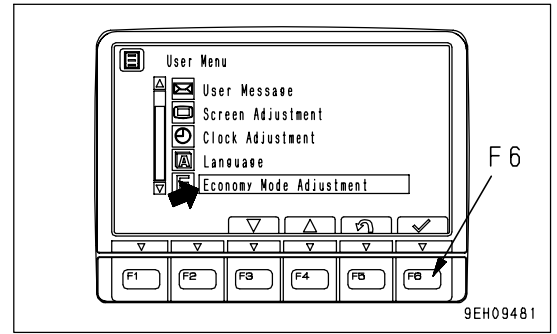 User Menu
User Message
Screen Adjustment
Clock Adjustment
A Language
Economy Mode Adjustment
F6
F1 F2 F3 F4 F5 F6
9EH09481